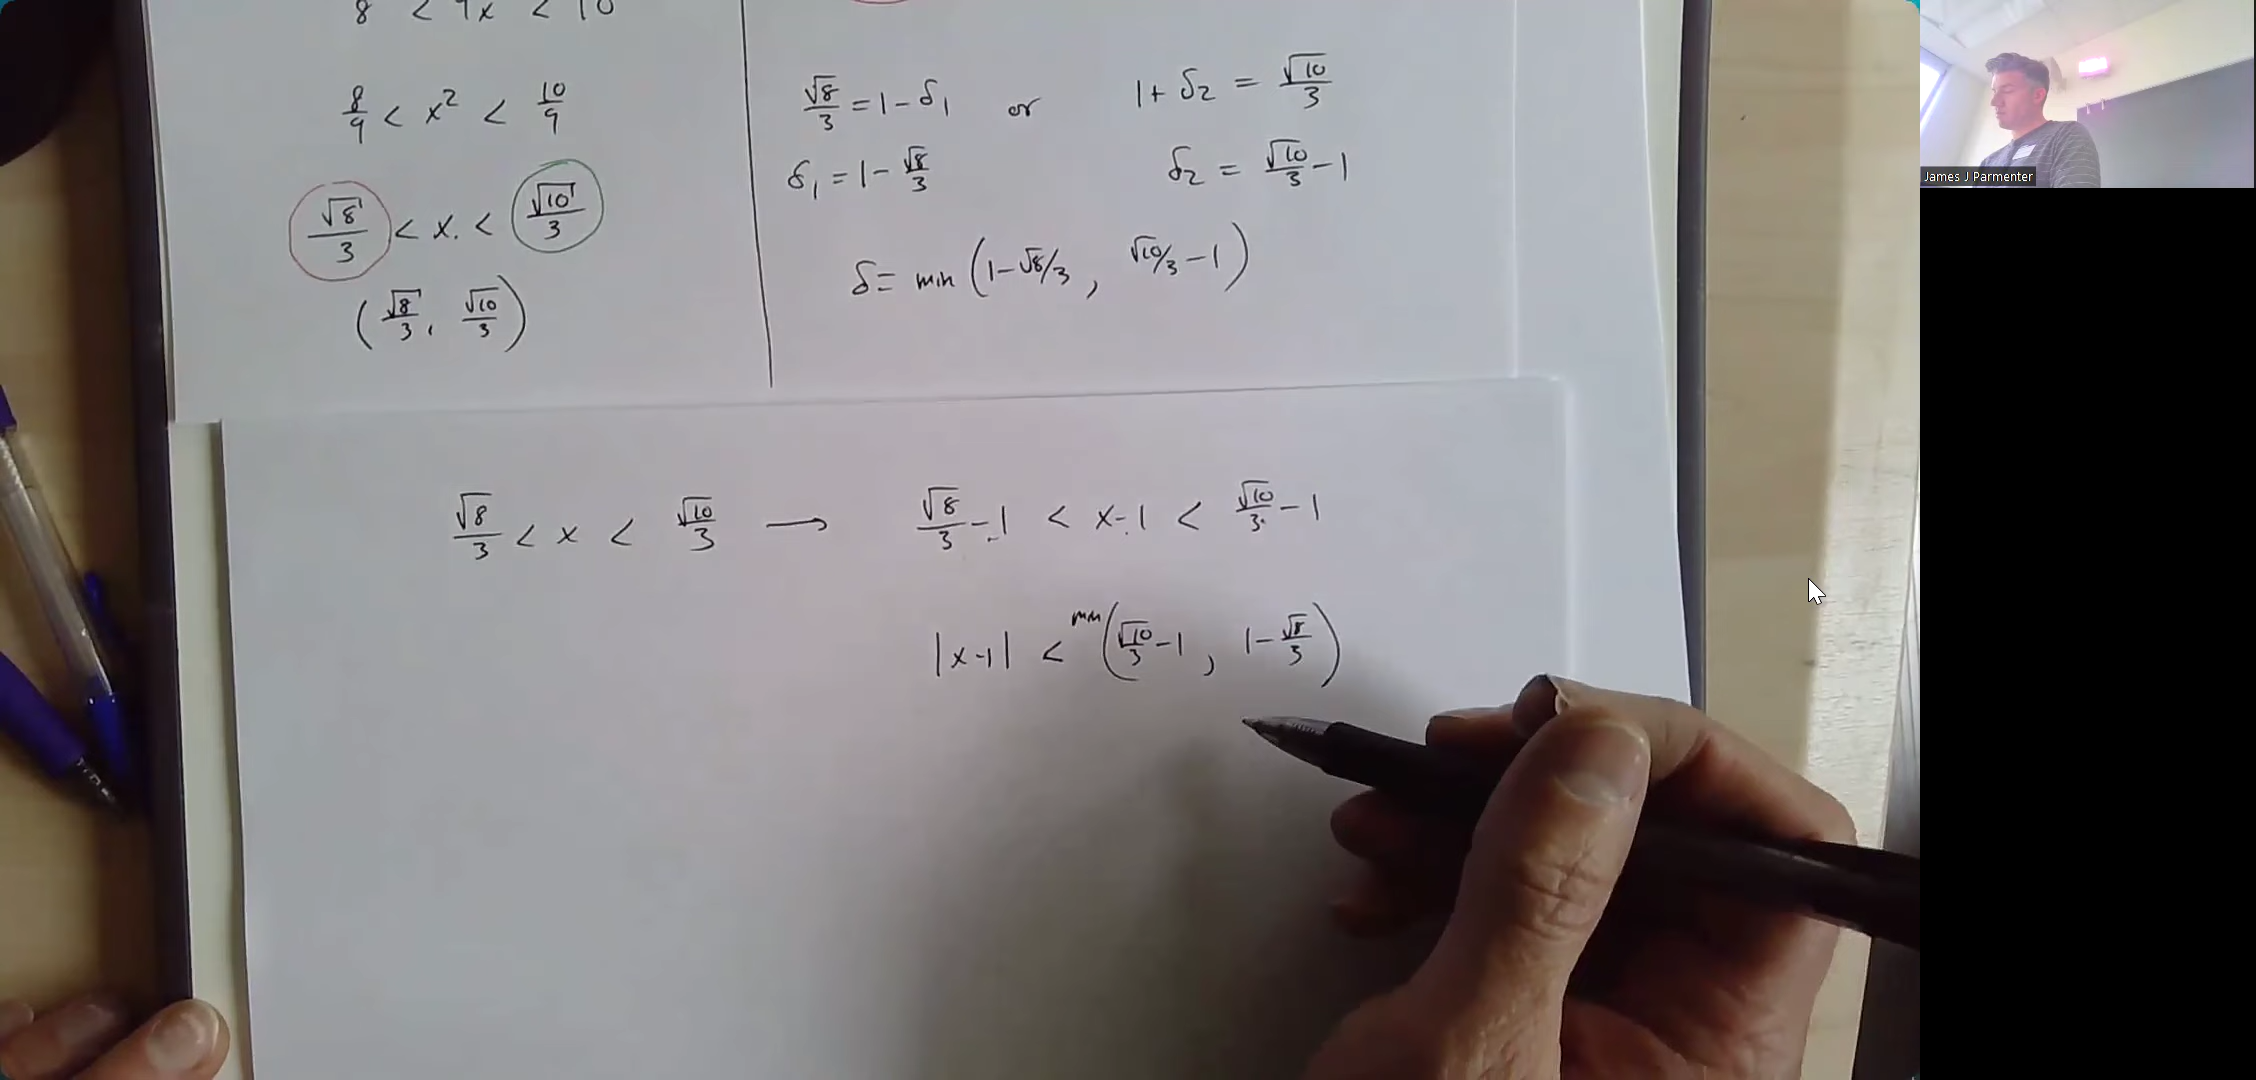 8 < 9x < 10
8/9 < x² < 10/9
√8/3 < x < √10/3
(√8/3, √10/3)
√8/3 = 1 - δ₁ or 1 + δ₂ = √10/3
δ₁ = 1 - √8/3 δ₂ = √10/3 - 1
δ = min (1 - √8/3, √10/3 - 1)
√8/3 < x < √10/3 → √8/3 - 1 < x - 1 < √10/3 - 1
|x-1| < min (√10/3 - 1, 1 - √8/3)
James J Parmenter